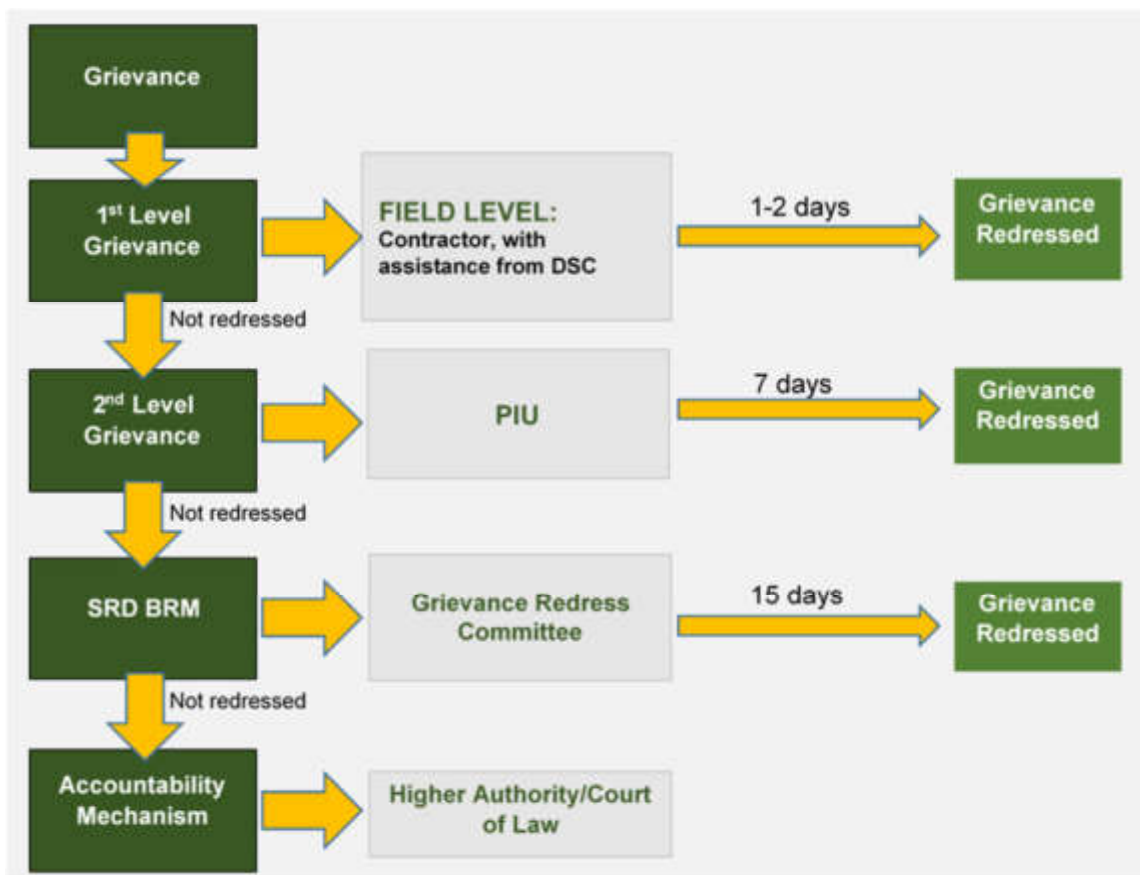 Grievance
1st Level
Grievance
FIELD LEVEL:
Contractor, with
assistance from DSC
1-2 days
Grievance
Redressed
Not redressed
2nd Level
Grievance
PIU
7 days
Grievance
Redressed
Not redressed
SRD BRM
Grievance Redress
Committee
15 days
Grievance
Redressed
Not redressed
Accountability
Mechanism
Higher Authority/Court
of Law